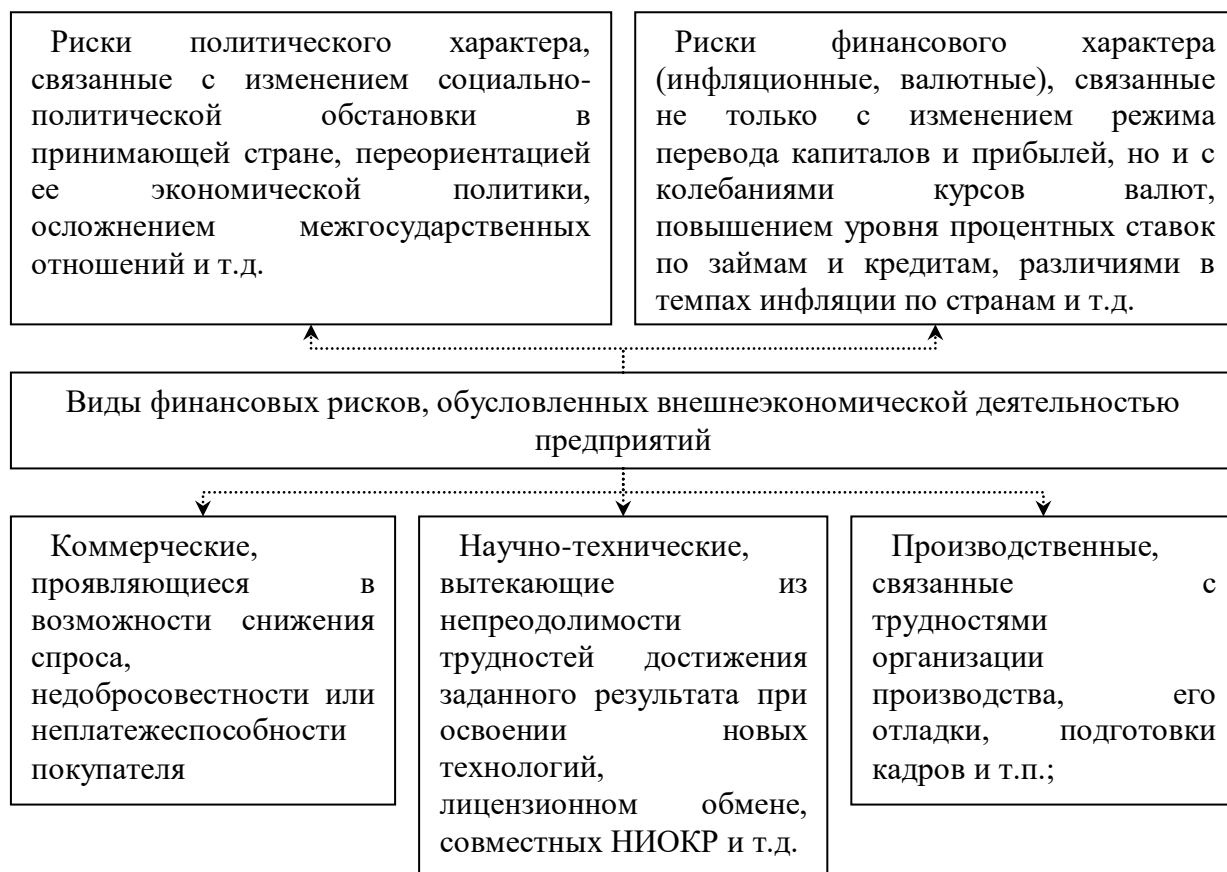 Риски политического характера,
связанные с изменением социально-
политической обстановки в
принимающей стране, переориентацией
ее экономической политики,
осложнением межгосударственных
отношений и т.д.
Риски финансового характера
(инфляционные, валютные), связанные
не только с изменением режима
перевода капиталов и прибылей, но и с
колебаниями курсов валют,
повышением уровня процентных ставок
по займам и кредитам, различиями в
темпах инфляции по странам и т.д.
Виды финансовых рисков, обусловленных внешнеэкономической деятельностью
предприятий
Коммерческие,
проявляющиеся в
возможности снижения
спроса,
недобросовестности или
неплатежеспособности
покупателя
Научно-технические,
вытекающие из
непреодолимости
трудностей достижения
заданного результата при
освоении новых
технологий,
лицензионном обмене,
совместных НИОКР и т.д.
Производственные,
связанные с
трудностями
организации
производства, его
отладки, подготовки
кадров и т.п.;